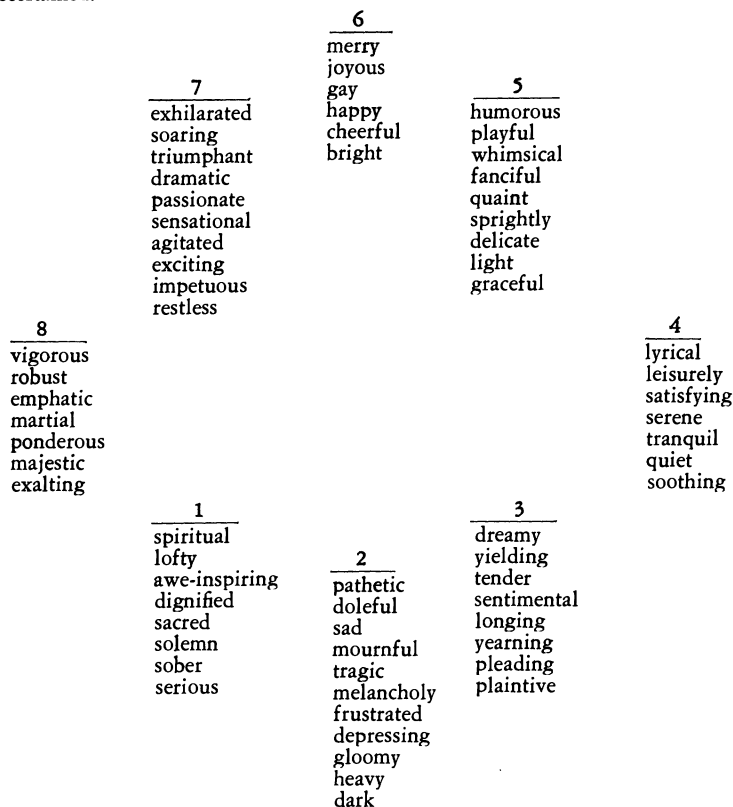 6
merry
joyous
gay
happy
cheerful
bright
7
exhilarated
soaring
triumphant
dramatic
passionate
sensational
agitated
exciting
impetuous
restless
5
humorous
playful
whimsical
fanciful
quaint
sprightly
delicate
light
graceful
8
vigorous
robust
emphatic
martial
ponderous
majestic
exalting
4
lyrical
leisurely
satisfying
serene
tranquil
quiet
soothing
1
spiritual
lofty
awe-inspiring
dignified
sacred
solemn
sober
serious
2
pathetic
doleful
sad
mournful
tragic
melancholy
frustrated
depressing
gloomy
heavy
dark
3
dreamy
yielding
tender
sentimental
longing
yearning
pleading
plaintive